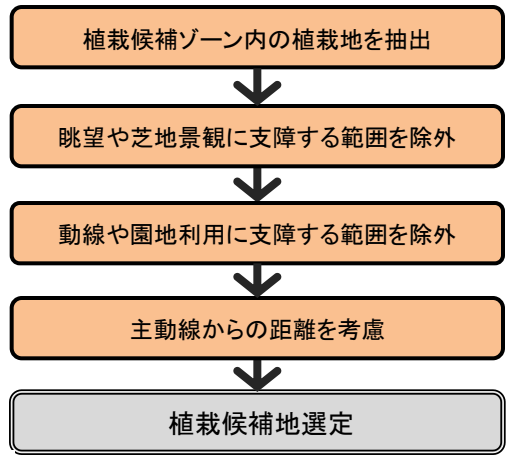 植栽候補ゾーン内の植栽地を抽出
眺望や芝地景観に支障する範囲を除外
動線や園地利用に支障する範囲を除外
主動線からの距離を考慮
植栽候補地選定